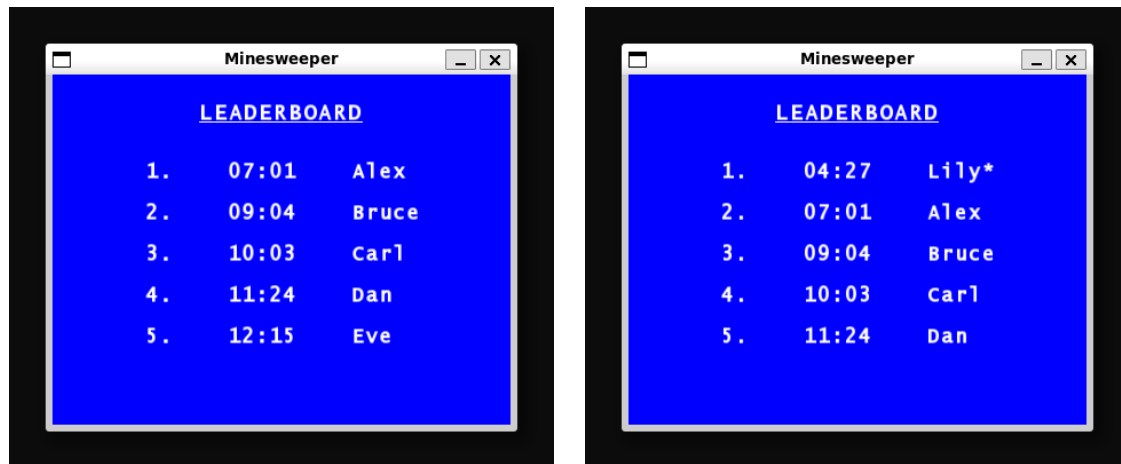 Minesweeper
LEADERBOARD
1. 07:01 Alex
2. 09:04 Bruce
3. 10:03 Carl
4. 11:24 Dan
5. 12:15 Eve
Minesweeper
LEADERBOARD
1. 04:27 Lily*
2. 07:01 Alex
3. 09:04 Bruce
4. 10:03 Carl
5. 11:24 Dan